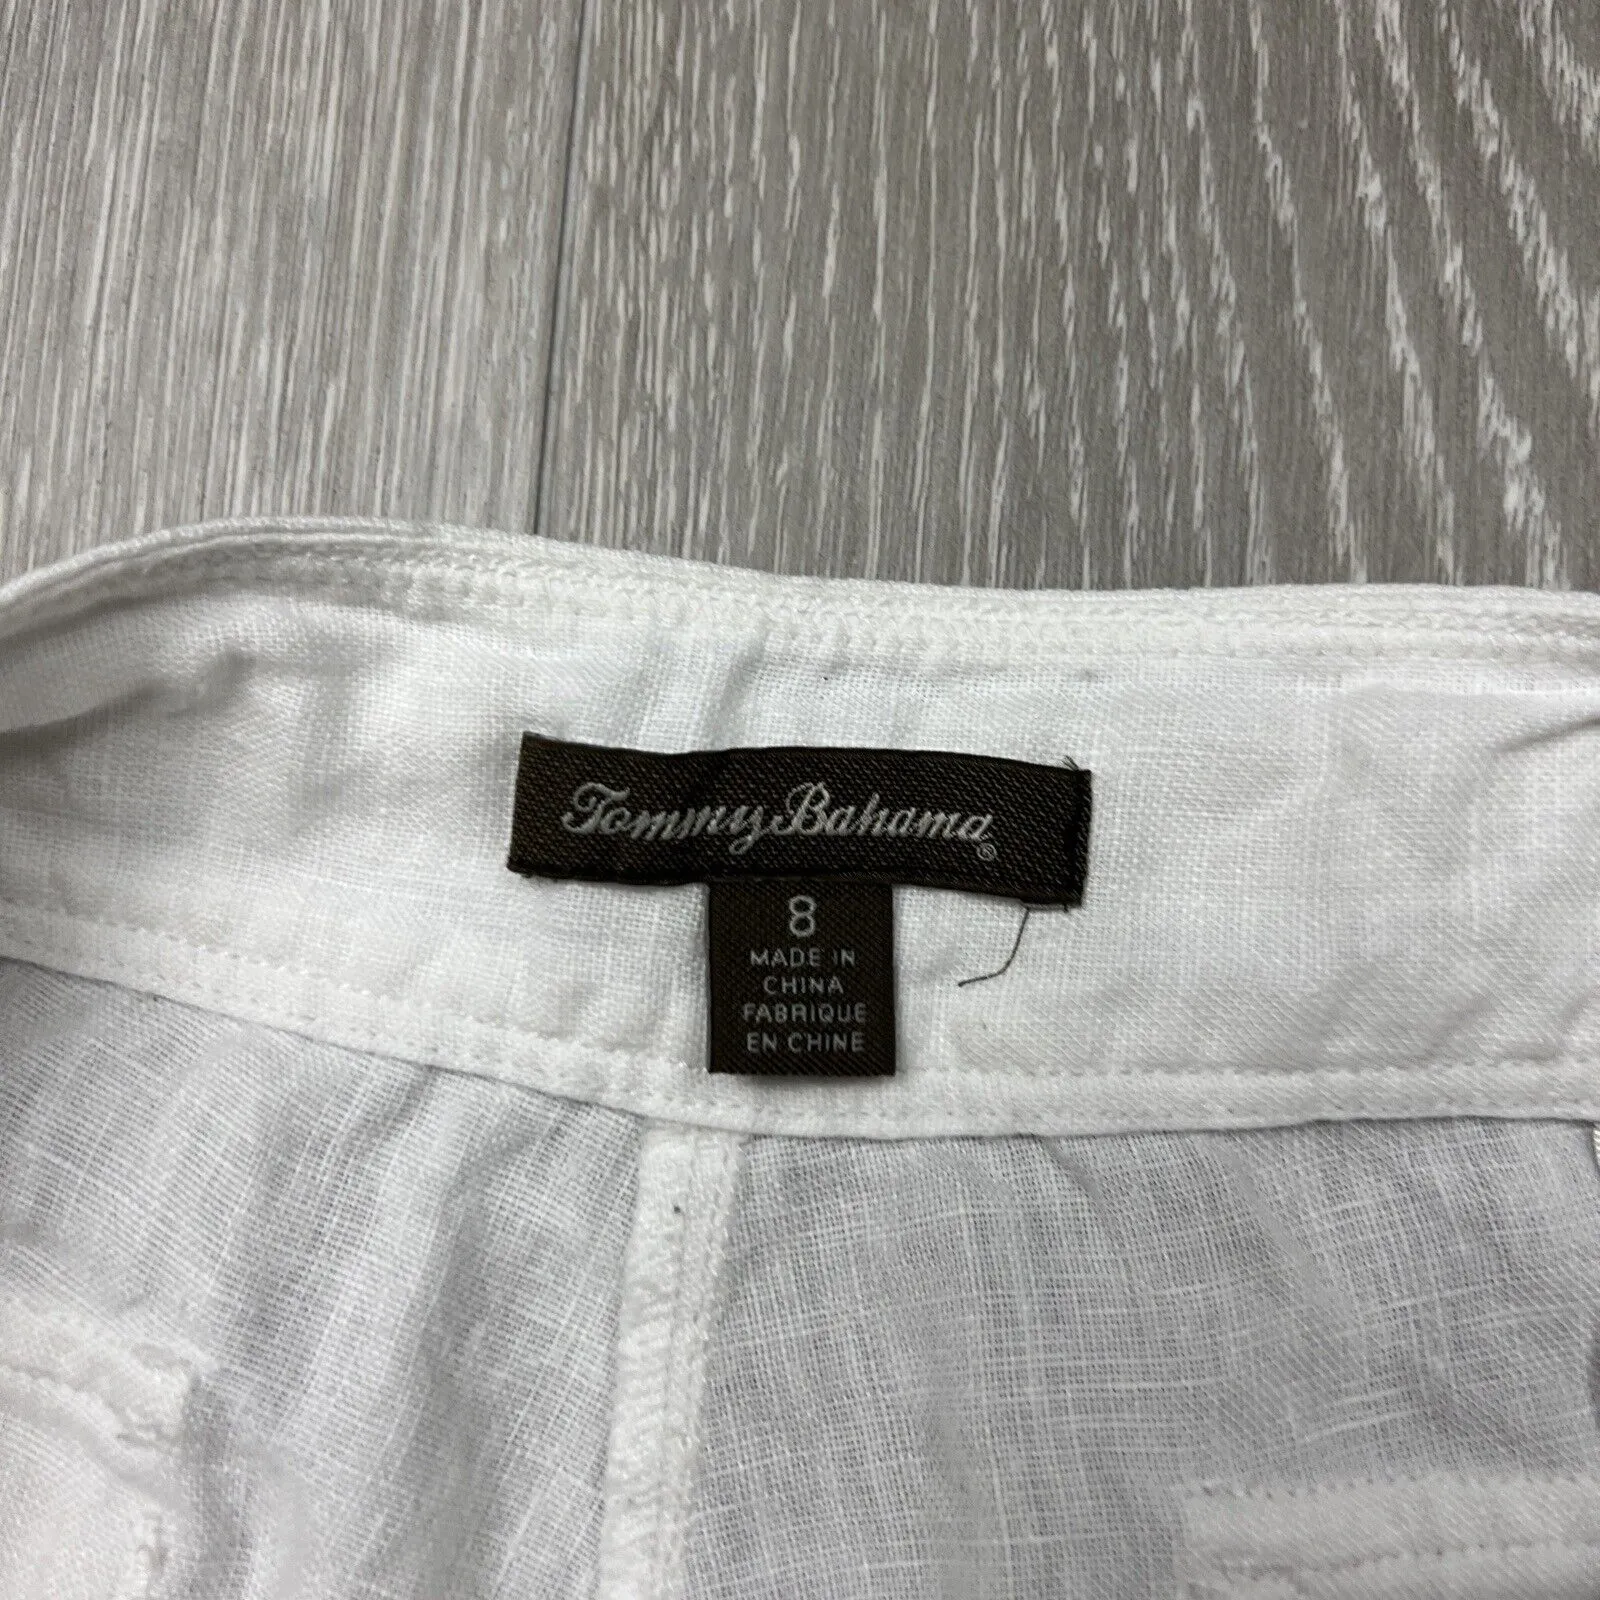 Tommy Bahama®
8
MADE IN
CHINA
FABRIQUE
EN CHINE